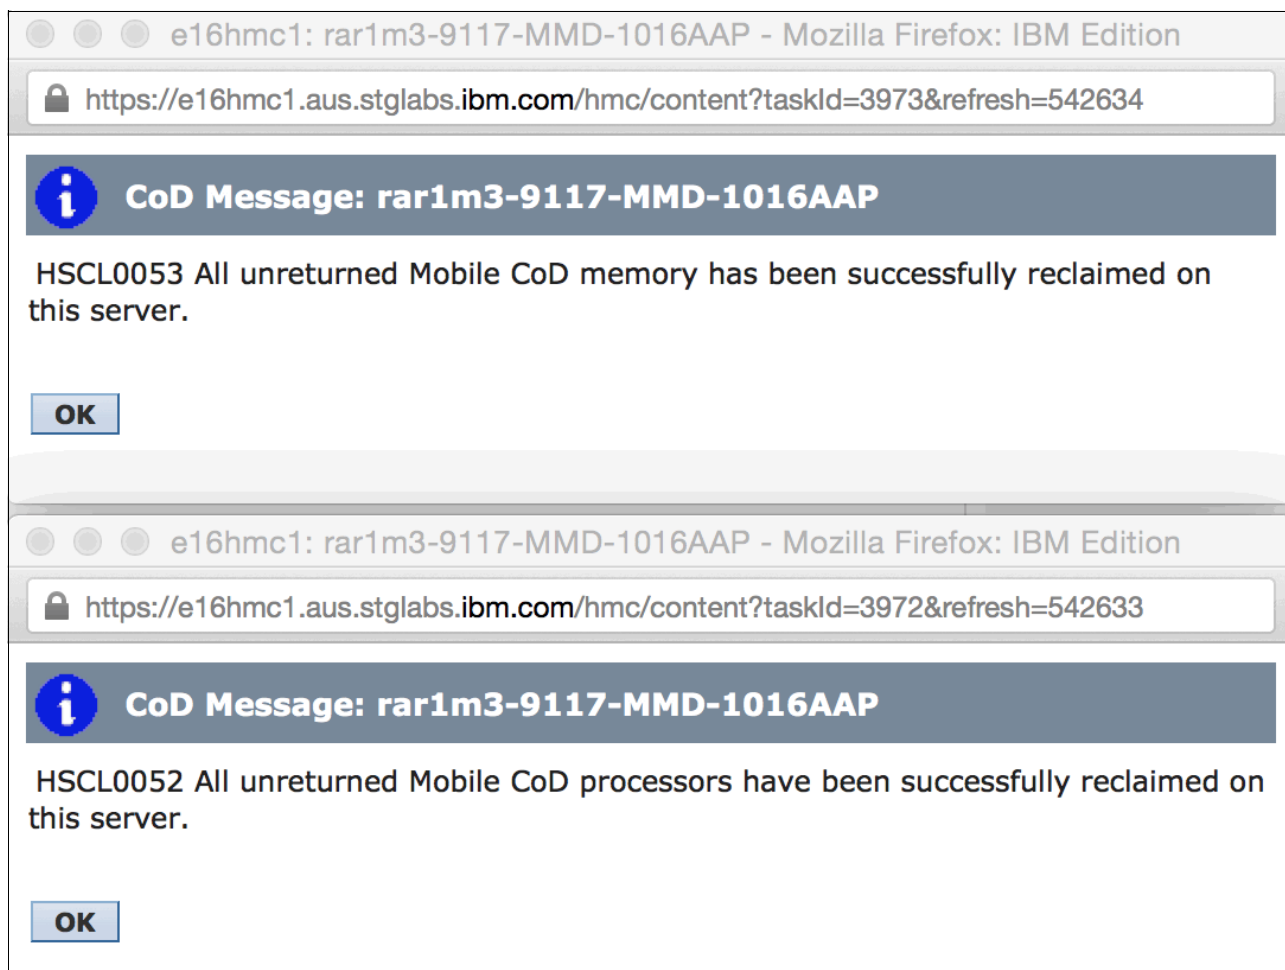 e16hmc1: rar1m3-9117-MMD-1016AAP - Mozilla Firefox: IBM Edition
https://e16hmc1.aus.stglabs.ibm.com/hmc/content?taskId=3973&refresh=542634
CoD Message: rar1m3-9117-MMD-1016AAP
HSCL0053 All unreturned Mobile CoD memory has been successfully reclaimed on
this server.
OK
e16hmc1: rar1m3-9117-MMD-1016AAP - Mozilla Firefox: IBM Edition
https://e16hmc1.aus.stglabs.ibm.com/hmc/content?taskId=3972&refresh=542633
CoD Message: rar1m3-9117-MMD-1016AAP
HSCL0052 All unreturned Mobile CoD processors have been successfully reclaimed on
this server.
OK